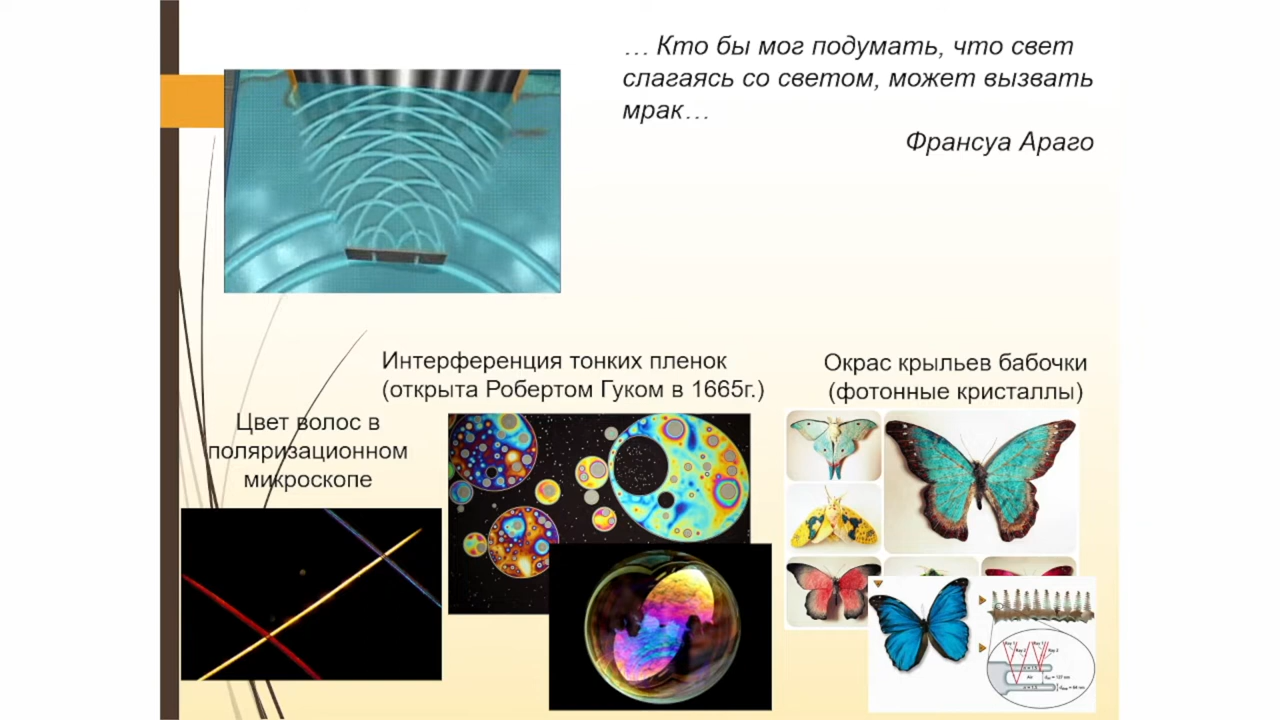 … Кто бы мог подумать, что свет
слагаясь со светом, может вызвать
мрак…
Франсуа Араго
Интерференция тонких пленок
(открыта Робертом Гуком в 1665г.)
Окрас крыльев бабочки
(фотонные кристаллы)
Цвет волос в
поляризационном
микроскопе
Air